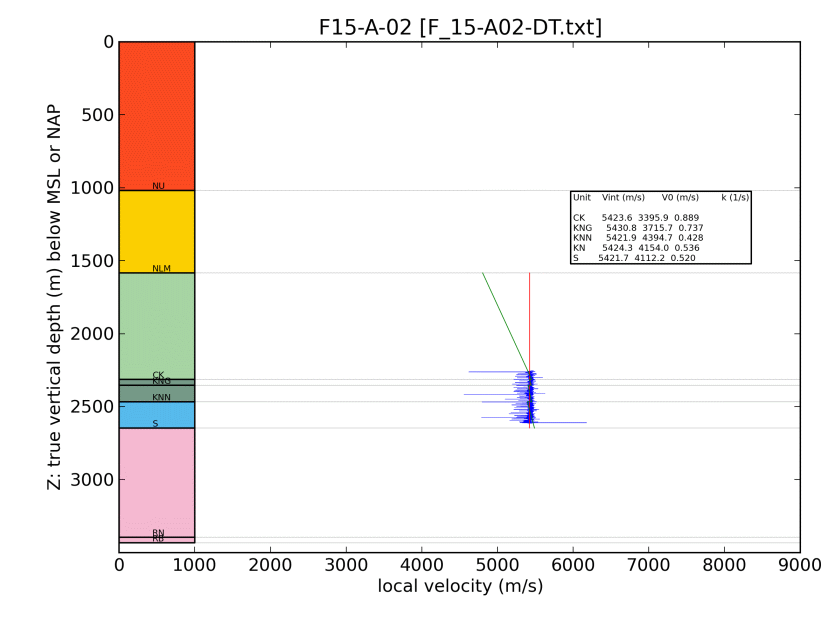 F15-A-02 [F_15-A02-DT.txt]
Z: true vertical depth (m) below MSL or NAP
0
500
1000
1500
2000
2500
3000
NU
NLM
CK
KNG
KNN
S
RN
RB
Unit Vint (m/s) V0 (m/s) k (1/s)
CK 5423.6 3395.9 0.889
KNG 5430.8 3715.7 0.737
KNN 5421.9 4394.7 0.428
KN 5424.3 4154.0 0.536
S 5421.7 4112.2 0.520
0 1000 2000 3000 4000 5000 6000 7000 8000 9000
local velocity (m/s)